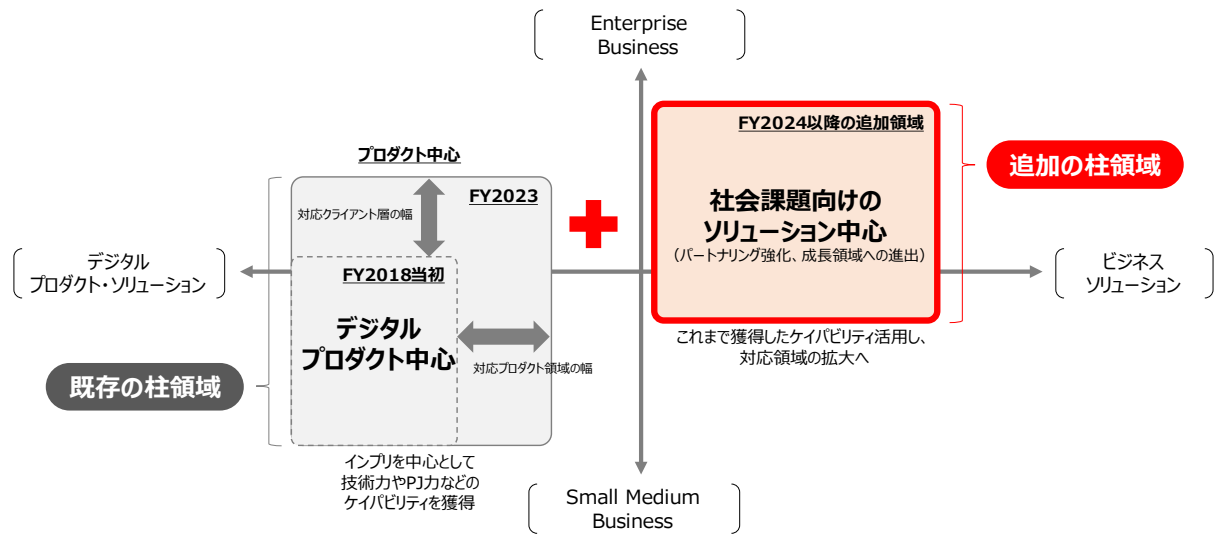 Enterprise
Business
FY2024以降の追加領域
追加の柱領域
社会課題向けの
ソリューション中心
（パートナリング強化、成長領域への進出）
プロダクト中心
FY2023
対応クライアント層の幅
デジタル
プロダクト・ソリューション
ビジネス
ソリューション
FY2018当初
デジタル
プロダクト中心
対応プロダクト領域の幅
これまで獲得したケイパビリティ活用し、
対応領域の拡大へ
既存の柱領域
インプリを中心として
技術力やPJ力などの
ケイパビリティを獲得
Small Medium
Business